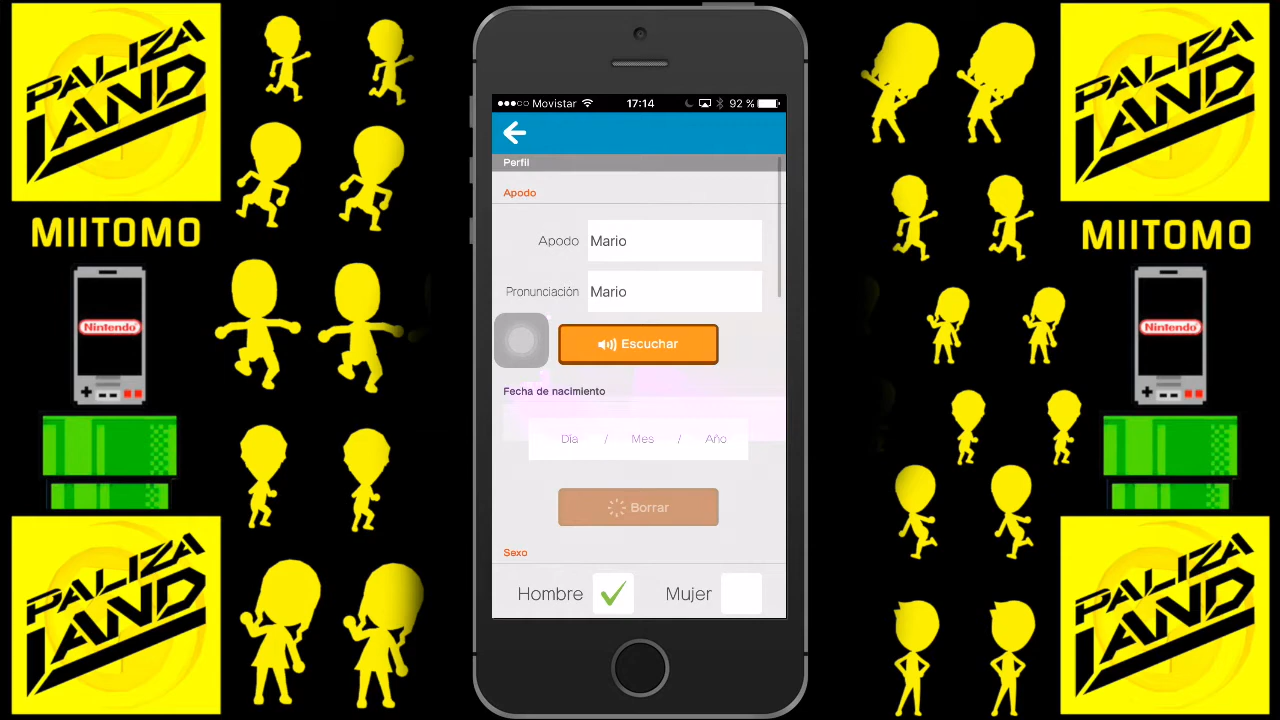 PALIZA
LAND
MIITOMO
Nintendo
PALIZA
LAND
Movistar 17:14 92 %
Perfil
Apodo
Apodo Mario
Pronunciación Mario
Escuchar
Fecha de nacimiento
Día / Mes / Año
Borrar
Sexo
Hombre Mujer
PALIZA
LAND
MIITOMO
Nintendo
PALIZA
LAND